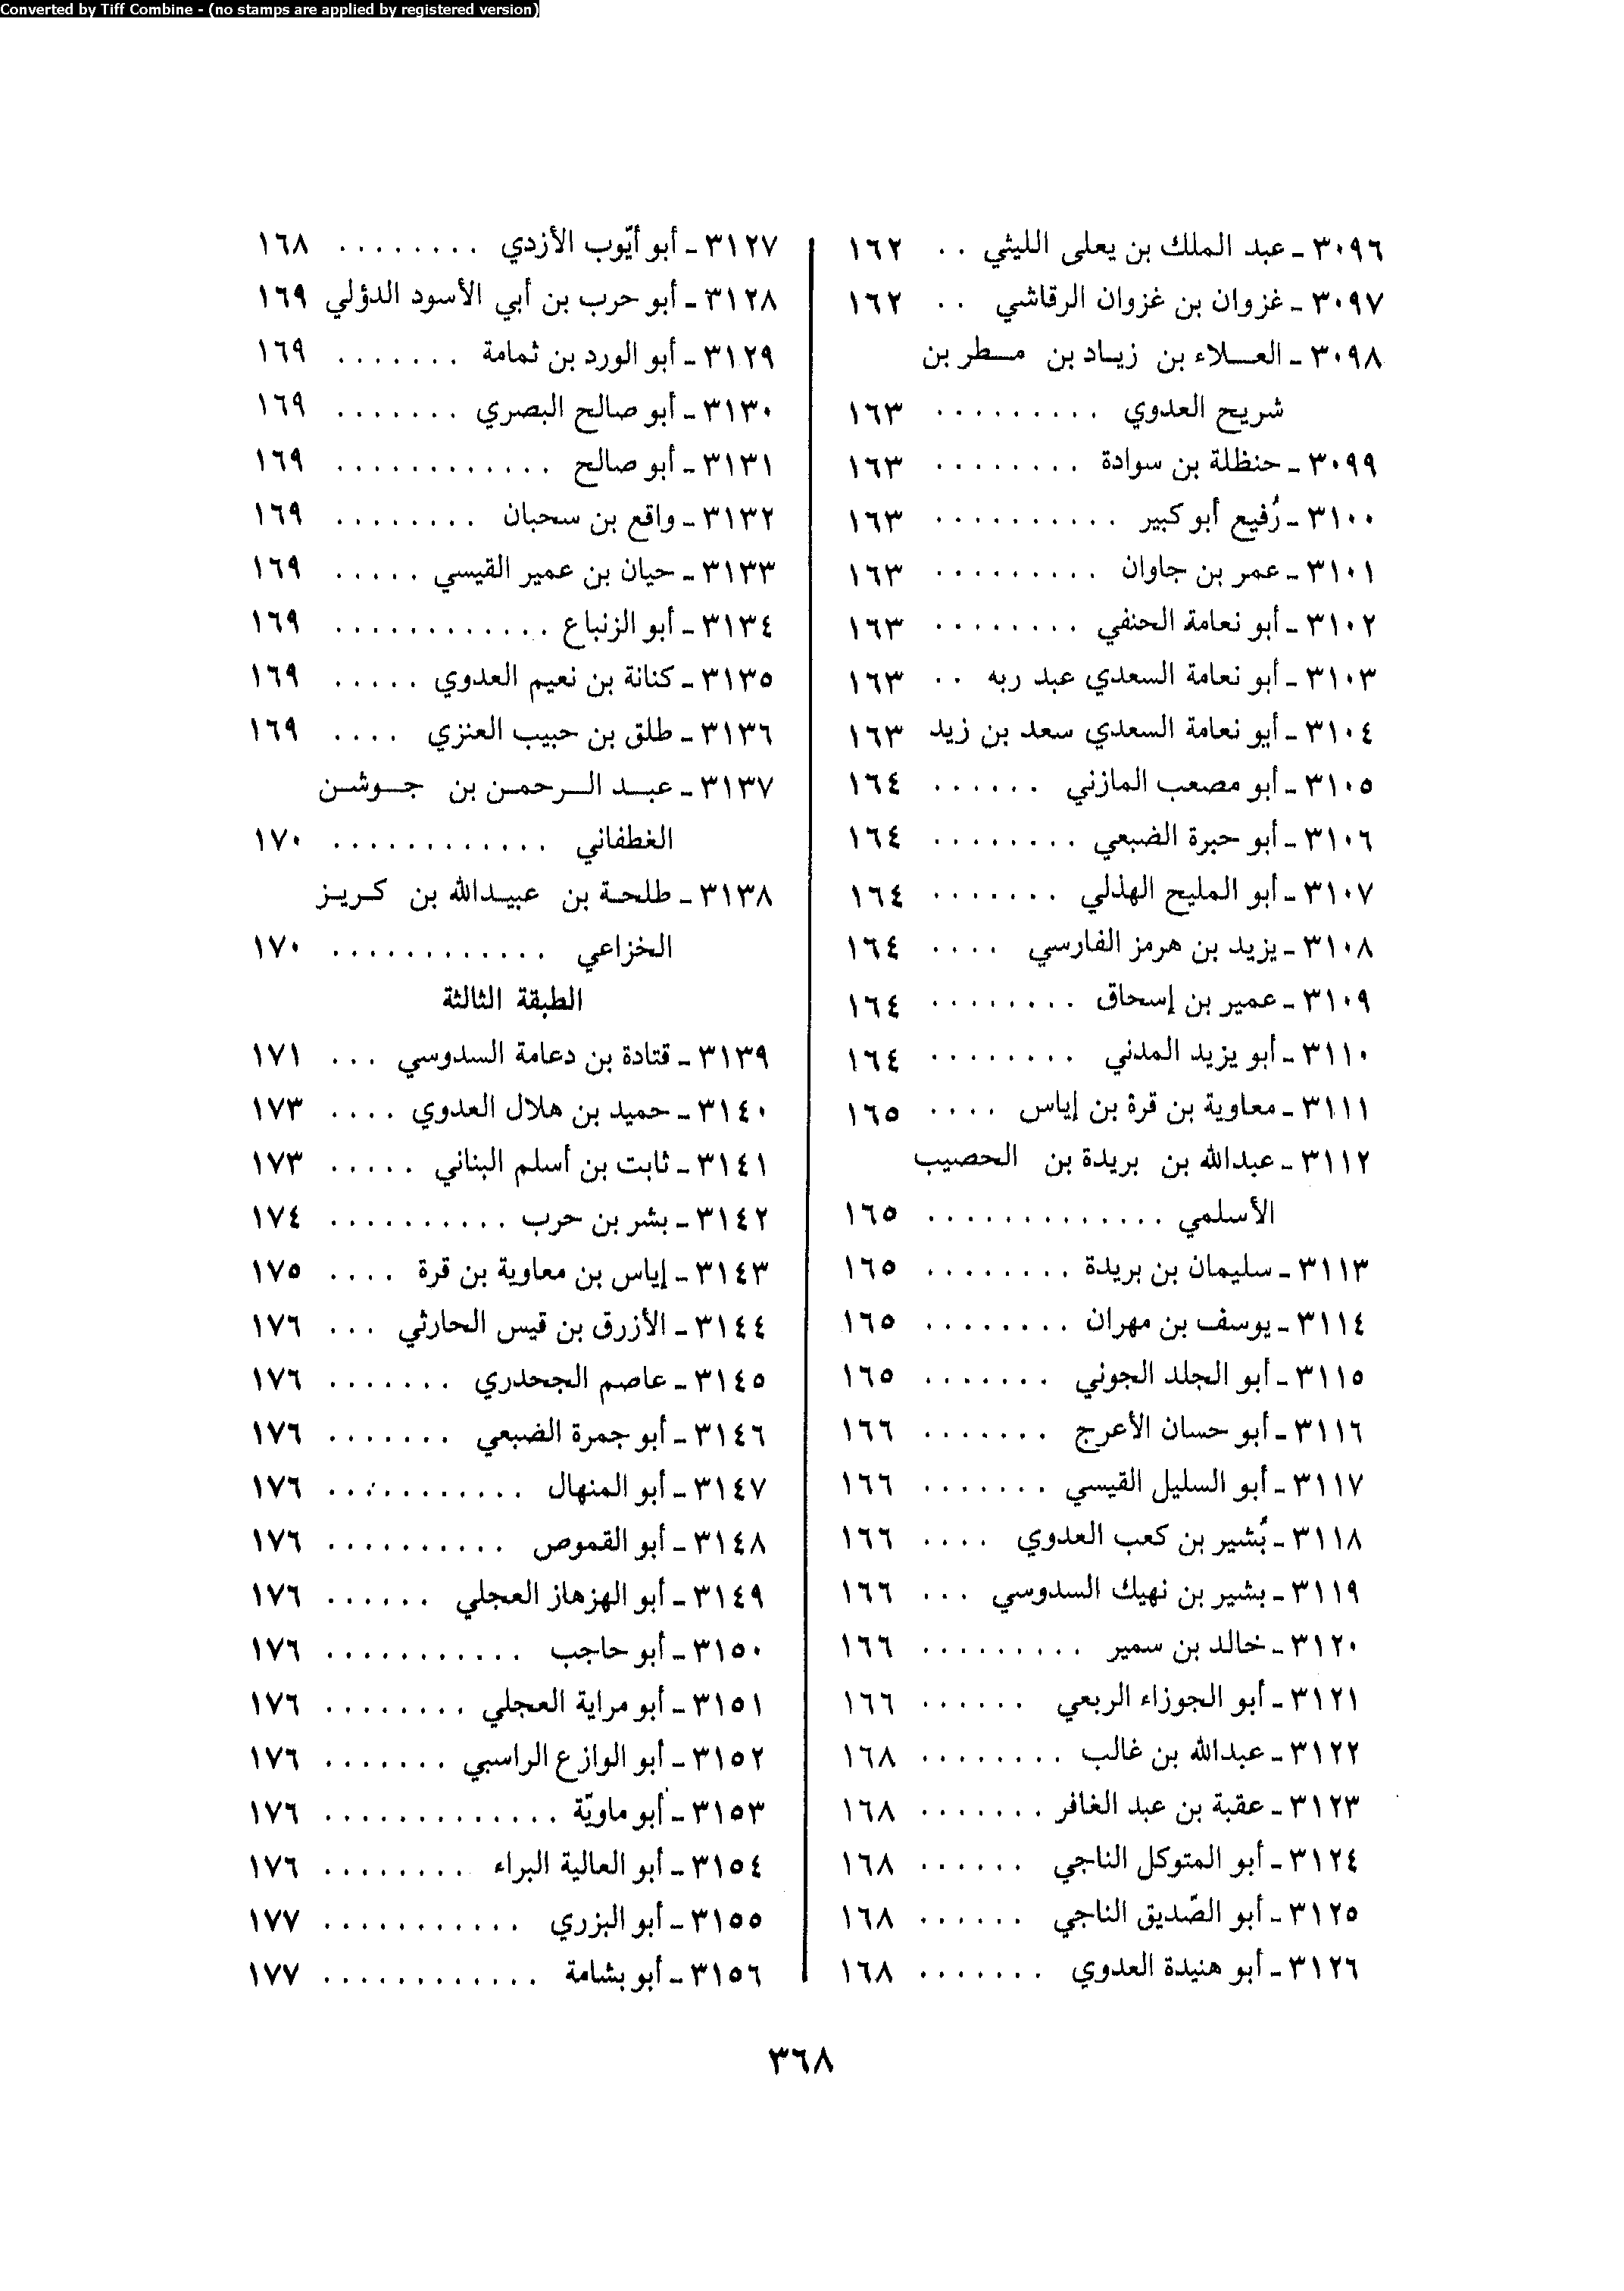 Converted by Tiff Combine - (no stamps are applied by registered version)
٣٠٩٦ - عبد الملك بن يعلى الليثي . . ١٦٢
٣٠٩٧ - غزوان بن غزوان الرقاشي . . ١٦٢
٣٠٩٨ - العـــلاء بن زيـاد بن مـــطر بن
شريح العدوي . . . . . . . . . ١٦٣
٣٠٩٩ - حنظلة بن سوادة . . . . . . . . ١٦٣
٣١٠٠ - رُفيع أبو كبير . . . . . . . . . . ١٦٣
٣١٠١ - عمر بن جاوان . . . . . . . . . ١٦٣
٣١٠٢ - أبو نعامة الحنفي . . . . . . . . ١٦٣
٣١٠٣ - أبو نعامة السعدي عبد ربه . . ١٦٣
٣١٠٤ - أبو نعامة السعدي سعد بن زيد ١٦٣
٣١٠٥ - أبو مصعب المازني . . . . . . ١٦٤
٣١٠٦ - أبو حبرة الضبعي . . . . . . . . ١٦٤
٣١٠٧ - أبو المليح الهذلي . . . . . . . ١٦٤
٣١٠٨ - يزيد بن هرمز الفارسي . . . . ١٦٤
٣١٠٩ - عمير بن إسحاق . . . . . . . . ١٦٤
٣١١٠ - أبو يزيد المدني . . . . . . . . ١٦٤
٣١١١ - معاوية بن قرة بن إياس . . . . ١٦٥
٣١١٢ - عبدالله بن بريدة بن الحصيب
الأسلمي . . . . . . . . . . . . . ١٦٥
٣١١٣ - سليمان بن بريدة . . . . . . . . ١٦٥
٣١١٤ - يوسف بن مهران . . . . . . . . ١٦٥
٣١١٥ - أبو الجلد الجوني . . . . . . . ١٦٥
٣١١٦ - أبو حسان الأعرج . . . . . . . ١٦٦
٣١١٧ - أبو السليل القيسي . . . . . . . ١٦٦
٣١١٨ - بُشير بن كعب العدوي . . . . ١٦٦
٣١١٩ - بشير بن نهيك السدوسي . . . ١٦٦
٣١٢٠ - خالد بن سمير . . . . . . . . . ١٦٦
٣١٢١ - أبو الجوزاء الربعي . . . . . . ١٦٦
٣١٢٢ - عبدالله بن غالب . . . . . . . . ١٦٨
٣١٢٣ - عقبة بن عبد الغافر . . . . . . . ١٦٨
٣١٢٤ - أبو المتوكل الناجي . . . . . . ١٦٨
٣١٢٥ - أبو الصّديق الناجي . . . . . . ١٦٨
٣١٢٦ - أبو هنيدة العدوي . . . . . . . ١٦٨
٣١٢٧ - أبو أيّوب الأزدي . . . . . . . . ١٦٨
٣١٢٨ - أبو حرب بن أبي الأسود الدؤلي ١٦٩
٣١٢٩ - أبو الورد بن ثمامة . . . . . . . ١٦٩
٣١٣٠ - أبو صالح البصري . . . . . . . ١٦٩
٣١٣١ - أبو صالح . . . . . . . . . . . . ١٦٩
٣١٣٢ - واقع بن سحبان . . . . . . . . ١٦٩
٣١٣٣ - حيان بن عمير القيسي . . . . . ١٦٩
٣١٣٤ - أبو الزنباع . . . . . . . . . . . . ١٦٩
٣١٣٥ - كنانة بن نعيم العدوي . . . . . ١٦٩
٣١٣٦ - طلق بن حبيب العنزي . . . . ١٦٩
٣١٣٧ - عبـــد الـــرحمـــن بن جـــوشـــن
الغطفاني . . . . . . . . . . . . ١٧٠
٣١٣٨ - طلحـة بن عبيـدالله بن كـريـز
الخزاعي . . . . . . . . . . . . ١٧٠
الطبقة الثالثة
٣١٣٩ - قتادة بن دعامة السدوسي . . . ١٧١
٣١٤٠ - حميد بن هلال العدوي . . . . ١٧٣
٣١٤١ - ثابت بن أسلم البناني . . . . . ١٧٣
٣١٤٢ - بشر بن حرب . . . . . . . . . . ١٧٤
٣١٤٣ - إياس بن معاوية بن قرة . . . . ١٧٥
٣١٤٤ - الأزرق بن قيس الحارثي . . . ١٧٦
٣١٤٥ - عاصم الجحدري . . . . . . . ١٧٦
٣١٤٦ - أبو جمرة الضبعي . . . . . . . ١٧٦
٣١٤٧ - أبو المنهال . . . . . . . . . . . ١٧٦
٣١٤٨ - أبو القموص . . . . . . . . . . ١٧٦
٣١٤٩ - أبو الهزهاز العجلي . . . . . . ١٧٦
٣١٥٠ - أبو حاجب . . . . . . . . . . . ١٧٦
٣١٥١ - أبو مراية العجلي . . . . . . . . ١٧٦
٣١٥٢ - أبو الوازع الراسبي . . . . . . . ١٧٦
٣١٥٣ - أبو ماويّة . . . . . . . . . . . . . ١٧٦
٣١٥٤ - أبو العالية البراء . . . . . . . . ١٧٦
٣١٥٥ - أبو البزري . . . . . . . . . . . ١٧٧
٣١٥٦ - أبو بشامة . . . . . . . . . . . . ١٧٧
٣٦٨